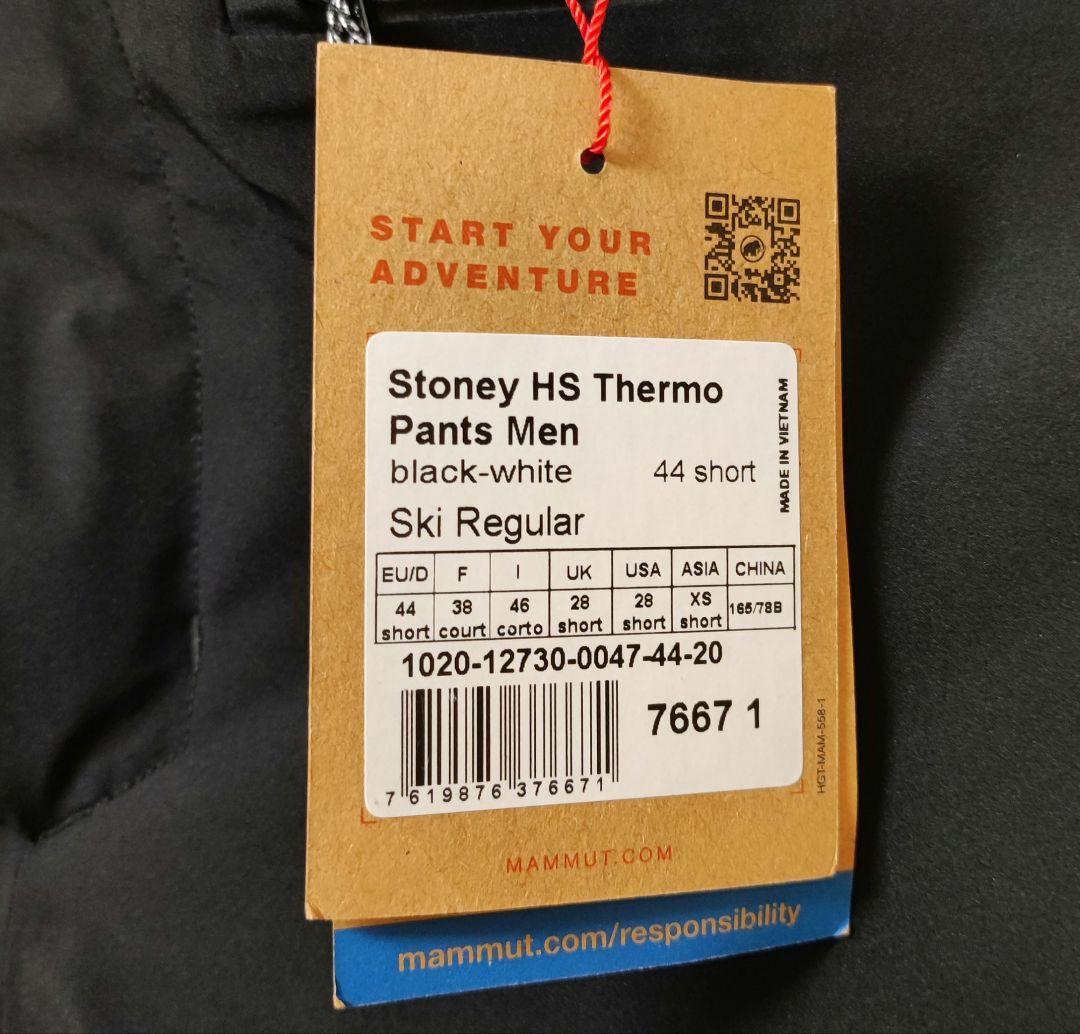 START YOUR
ADVENTURE
Stoney HS Thermo
Pants Men
black-white 44 short
MADE IN VIETNAM
Ski Regular
EU/D F I UK USA ASIA CHINA
44 38 46 28 28 XS 165/78B
short court corto short short short
1020-12730-0047-44-20
7667 1
7 619876 376671
HGT-MAM-558-1
MAMMUT.COM
mammut.com/responsibility